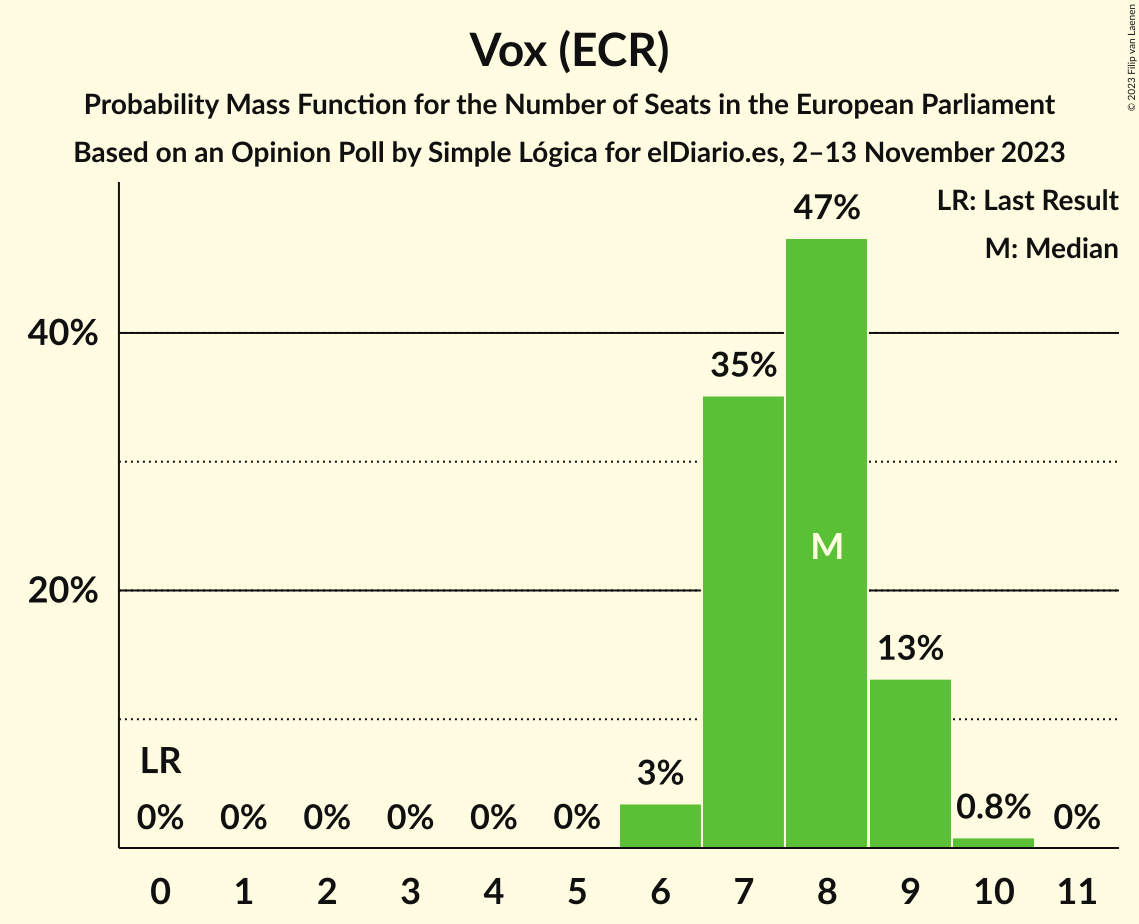 Vox (ECR)
Probability Mass Function for the Number of Seats in the European Parliament
Based on an Opinion Poll by Simple Lógica for elDiario.es, 2–13 November 2023
© 2023 Filip van Laenen
LR: Last Result
M: Median
47%
40%
35%
M
20%
13%
LR
3%
0% 0% 0% 0% 0% 0% 0.8% 0%
0 1 2 3 4 5 6 7 8 9 10 11